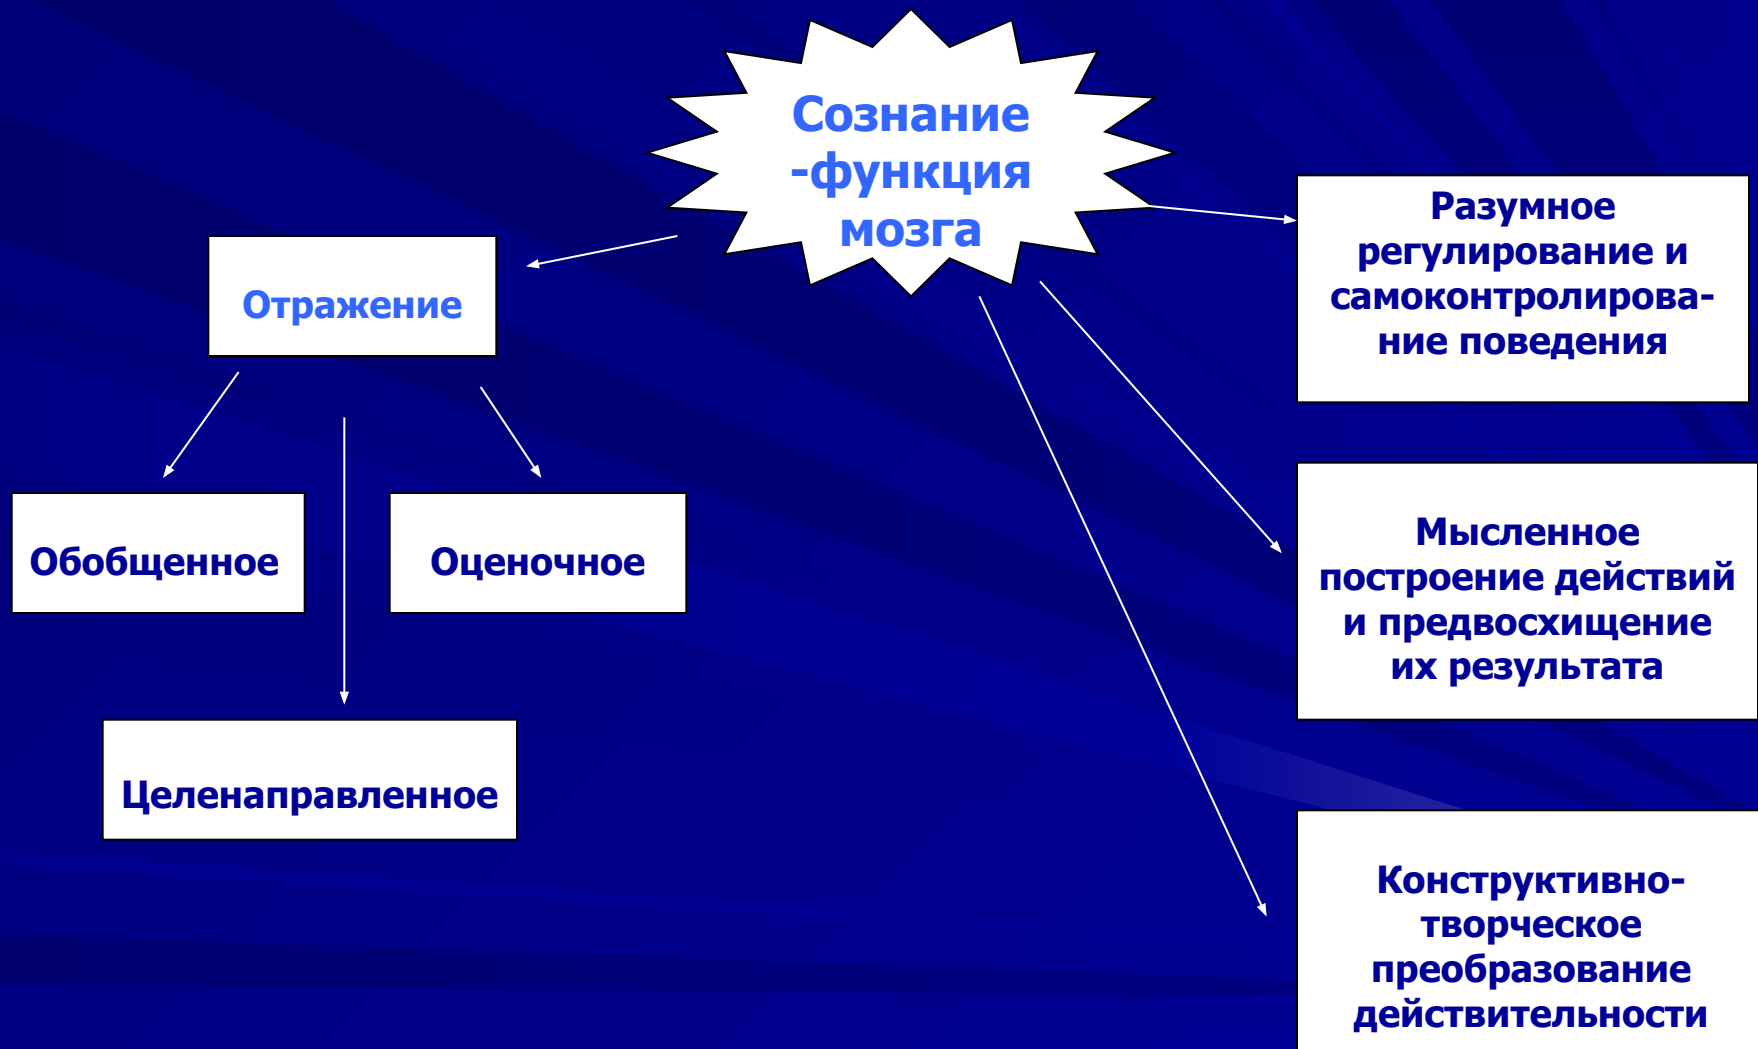 Сознание
-функция
мозга
Отражение
Обобщенное
Оценочное
Целенаправленное
Разумное
регулирование и
самоконтролирова-
ние поведения
Мысленное
построение действий
и предвосхищение
их результата
Конструктивно-
творческое
преобразование
действительности